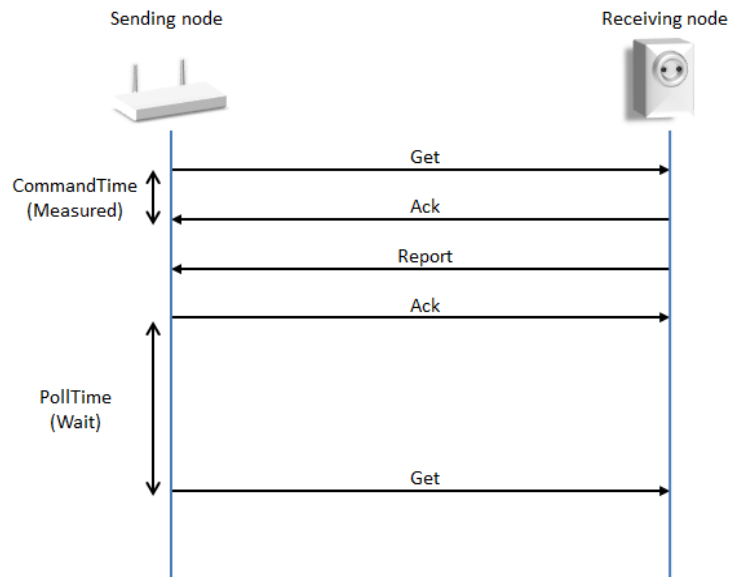 Sending node
Receiving node
Get
CommandTime
(Measured)
Ack
Report
Ack
PollTime
(Wait)
Get